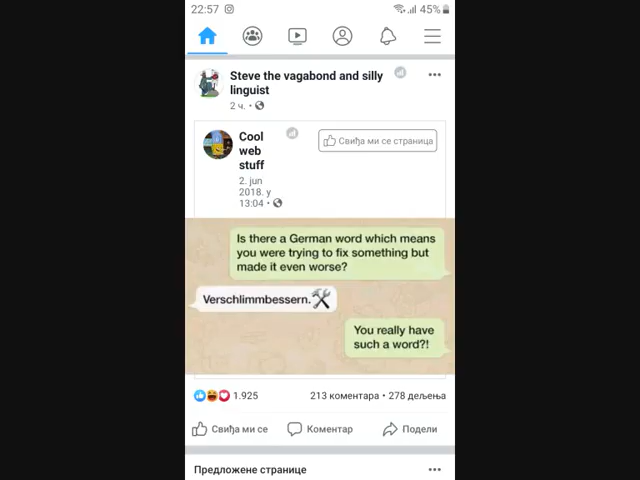 22:57 45%
Steve the vagabond and silly
linguist
2 ч.
Cool
web
stuff
Свиђа ми се страница
2. jun
2018. у
13:04
Is there a German word which means
you were trying to fix something but
made it even worse?
Verschlimmbessern.
You really have
such a word?!
1.925 213 коментара • 278 дељења
Свиђа ми се Коментар Подели
Предложене странице